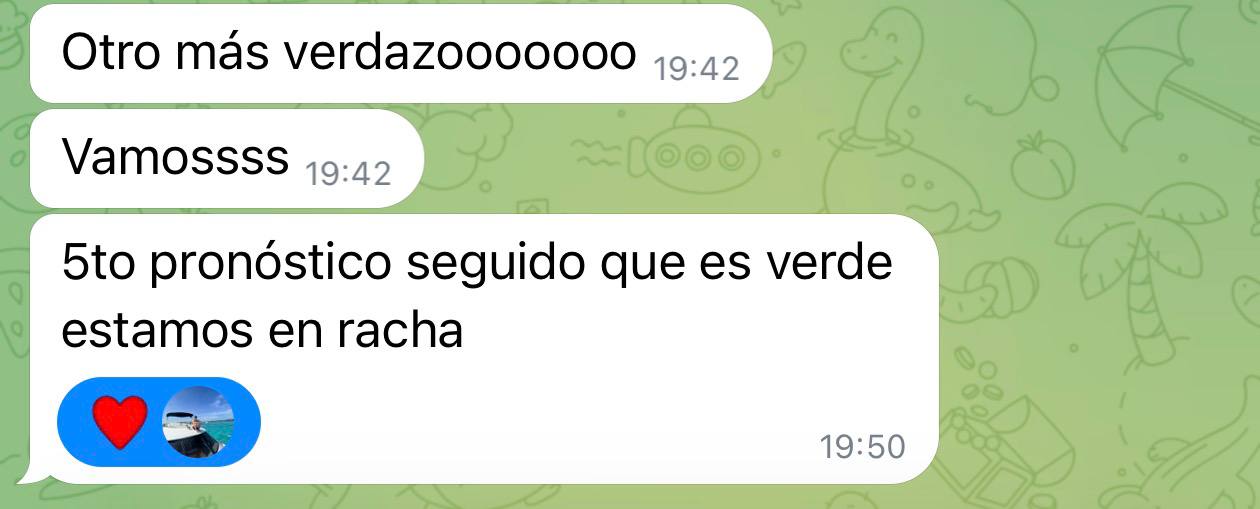 Otro más verdazooooooo 19:42
Vamossss 19:42
5to pronóstico seguido que es verde
estamos en racha
19:50